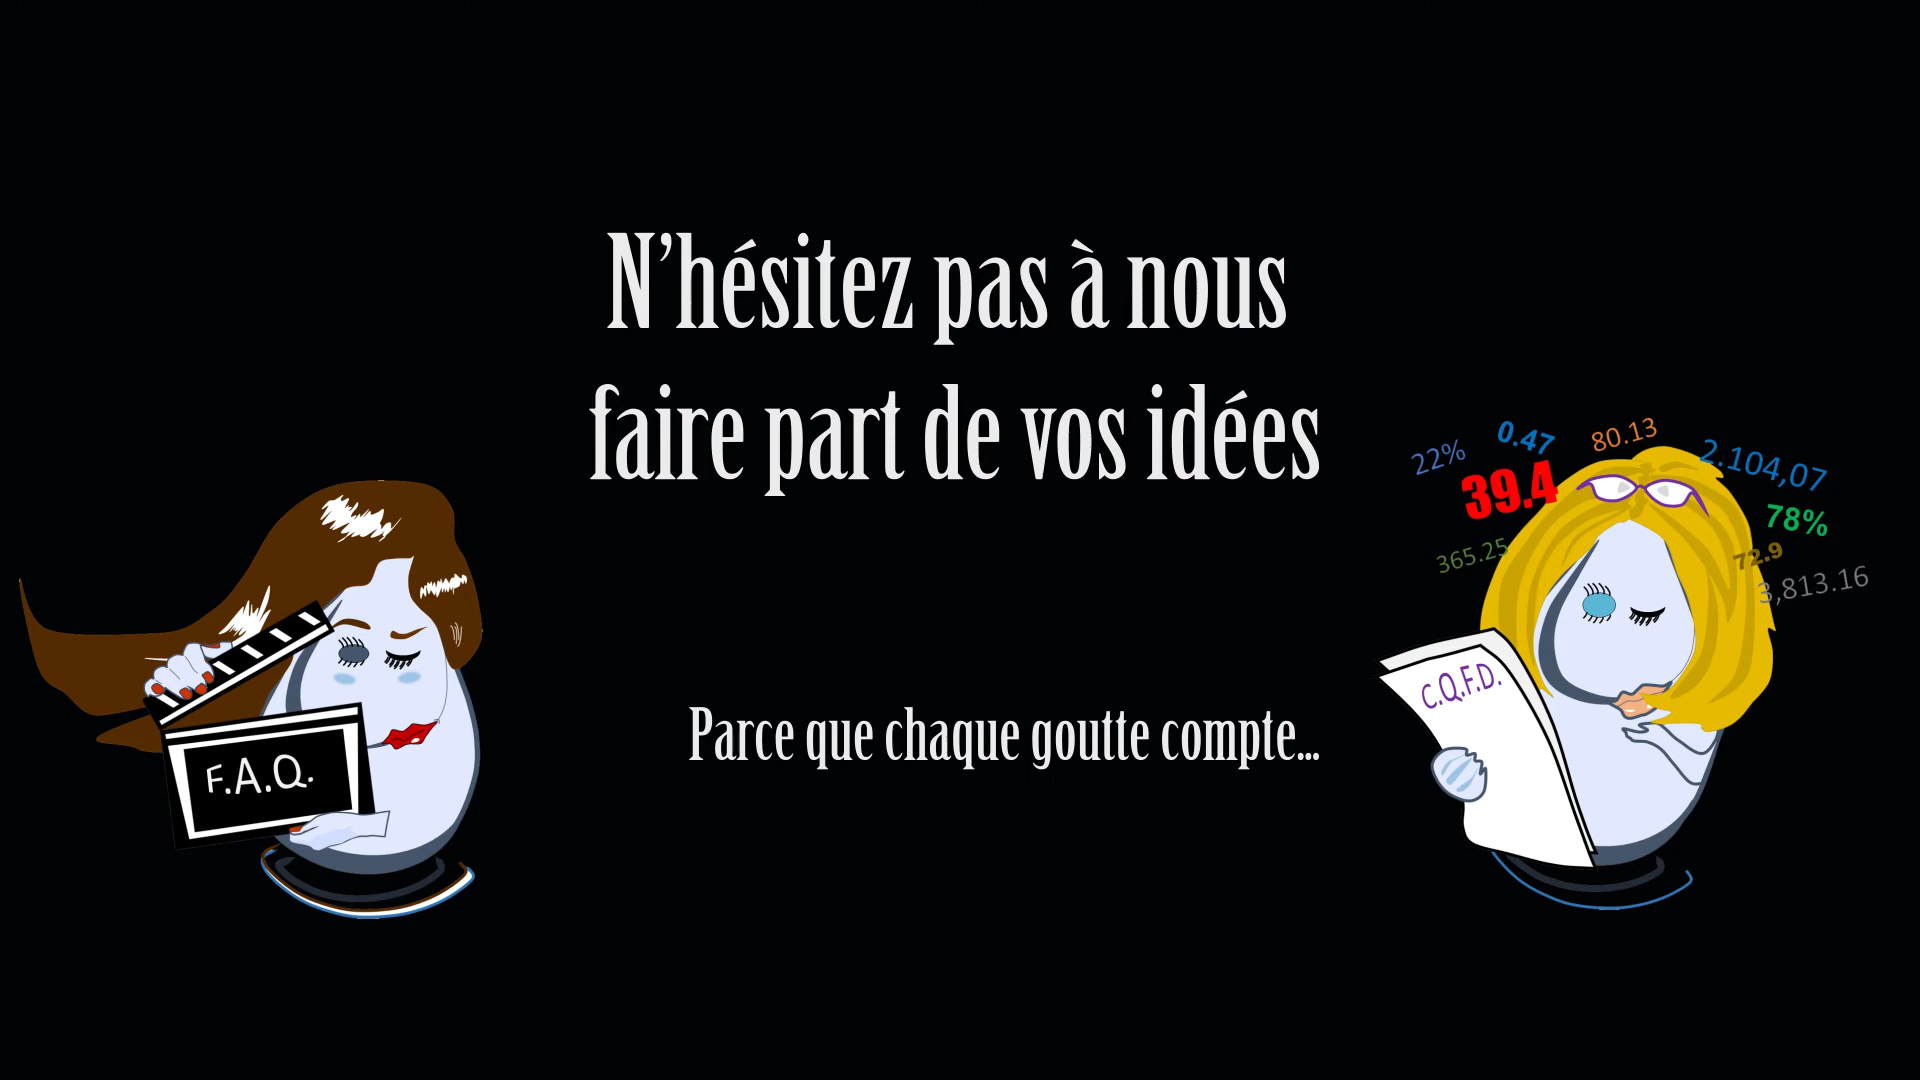 N’hésitez pas à nous
faire part de vos idées
22%
0.47
80.13
2.104,07
39.4
78%
365.25
72.9
3,813.16
C.Q.F.D.
Parce que chaque goutte compte...
F.A.Q.